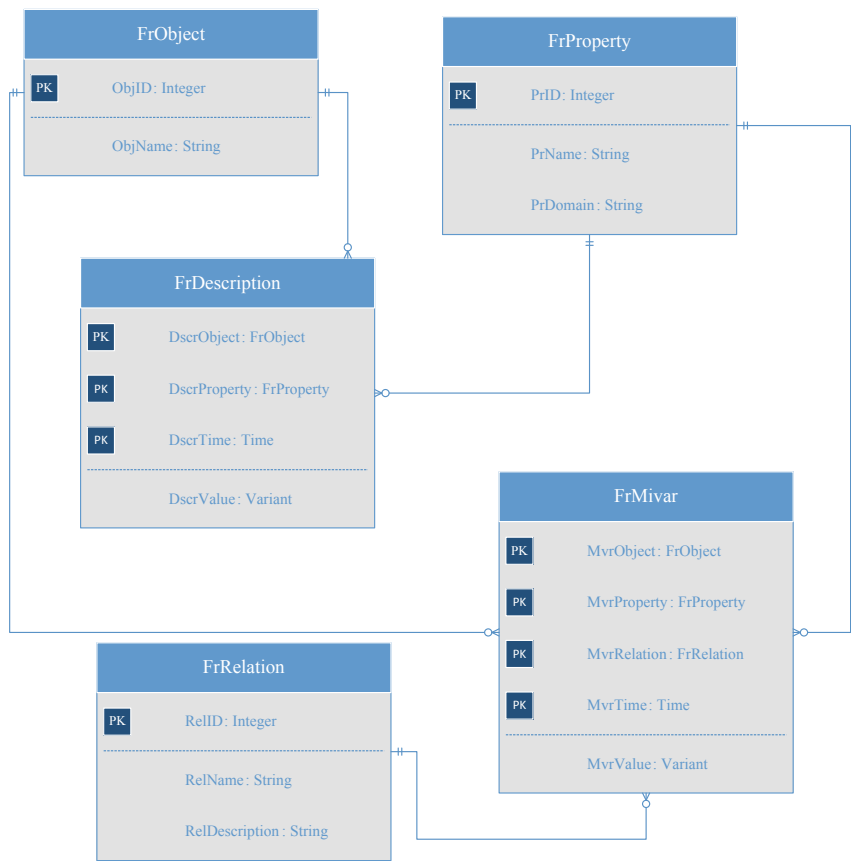 FrObject
PK ObjID: Integer
ObjName: String
FrProperty
PK PrID: Integer
PrName: String
PrDomain: String
FrDescription
PK DscrObject: FrObject
PK DscrProperty: FrProperty
PK DscrTime: Time
DscrValue: Variant
FrMivar
PK MvrObject: FrObject
PK MvrProperty: FrProperty
PK MvrRelation: FrRelation
PK MvrTime: Time
MvrValue: Variant
FrRelation
PK RelID: Integer
RelName: String
RelDescription: String